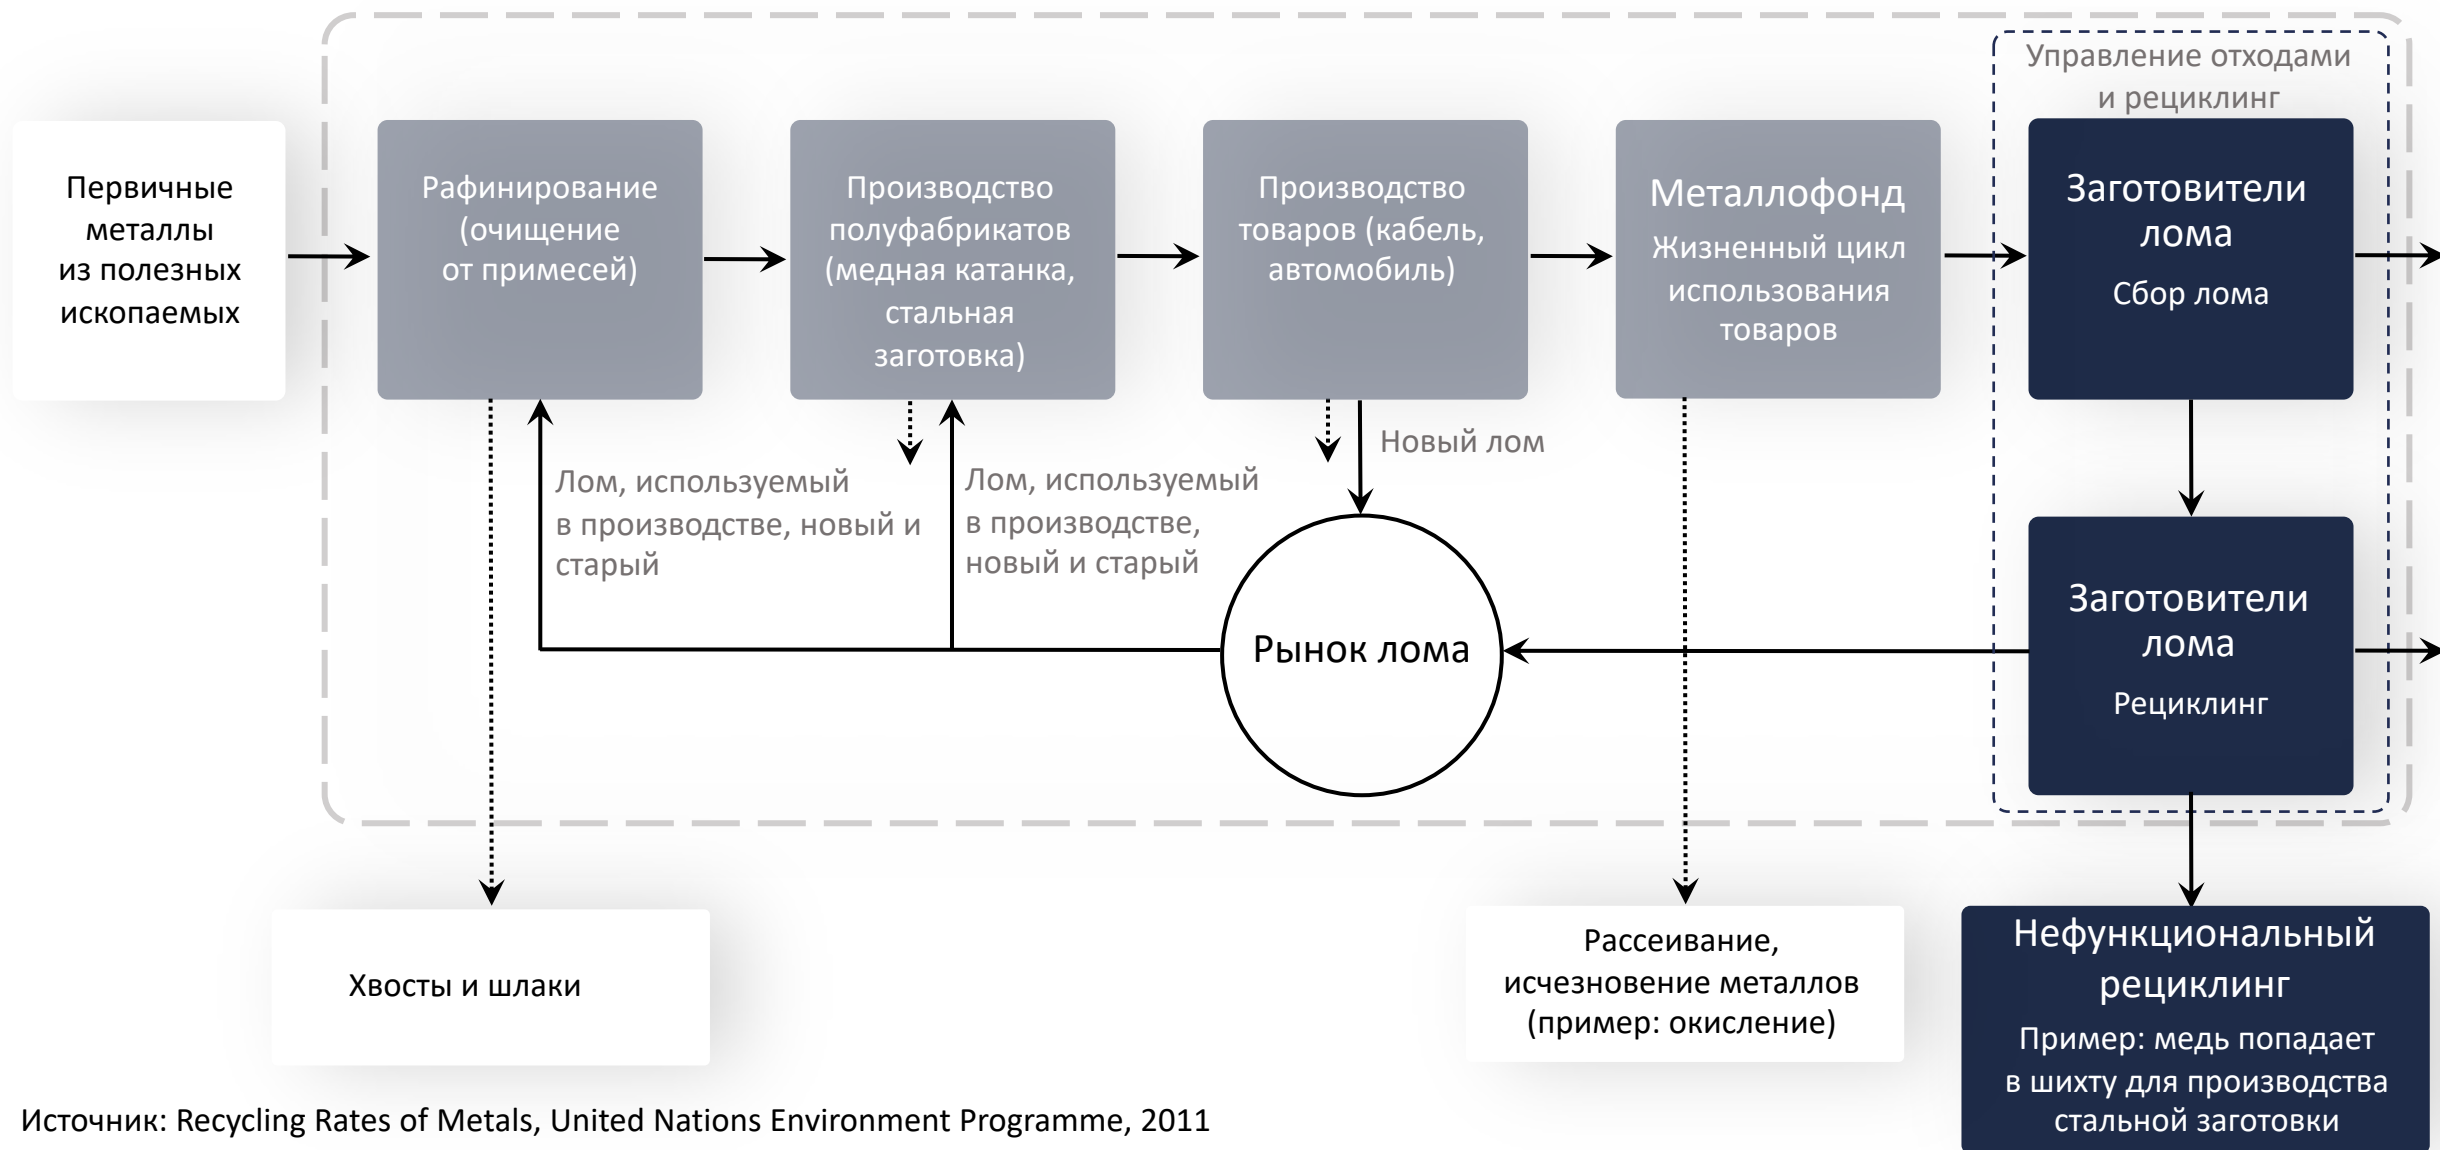 Управление отходами
и рециклинг
Первичные
металлы
из полезных
ископаемых
Рафинирование
(очищение
от примесей)
Производство
полуфабрикатов
(медная катанка,
стальная
заготовка)
Производство
товаров (кабель,
автомобиль)
Металлофонд
Жизненный цикл
использования
товаров
Заготовители
лома
Сбор лома
Новый лом
Лом, используемый
в производстве, новый и
старый
Лом, используемый
в производстве,
новый и старый
Рынок лома
Заготовители
лома
Рециклинг
Хвосты и шлаки
Рассеивание,
исчезновение металлов
(пример: окисление)
Нефункциональный
рециклинг
Пример: медь попадает
в шихту для производства
стальной заготовки
Источник: Recycling Rates of Metals, United Nations Environment Programme, 2011